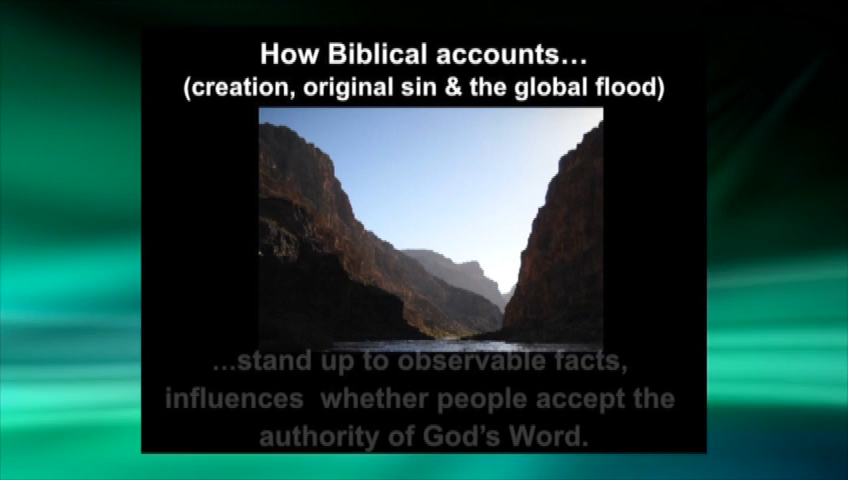 How Biblical accounts…
(creation, original sin & the global flood)
…stand up to observable facts,
influences whether people accept the
authority of God's Word.